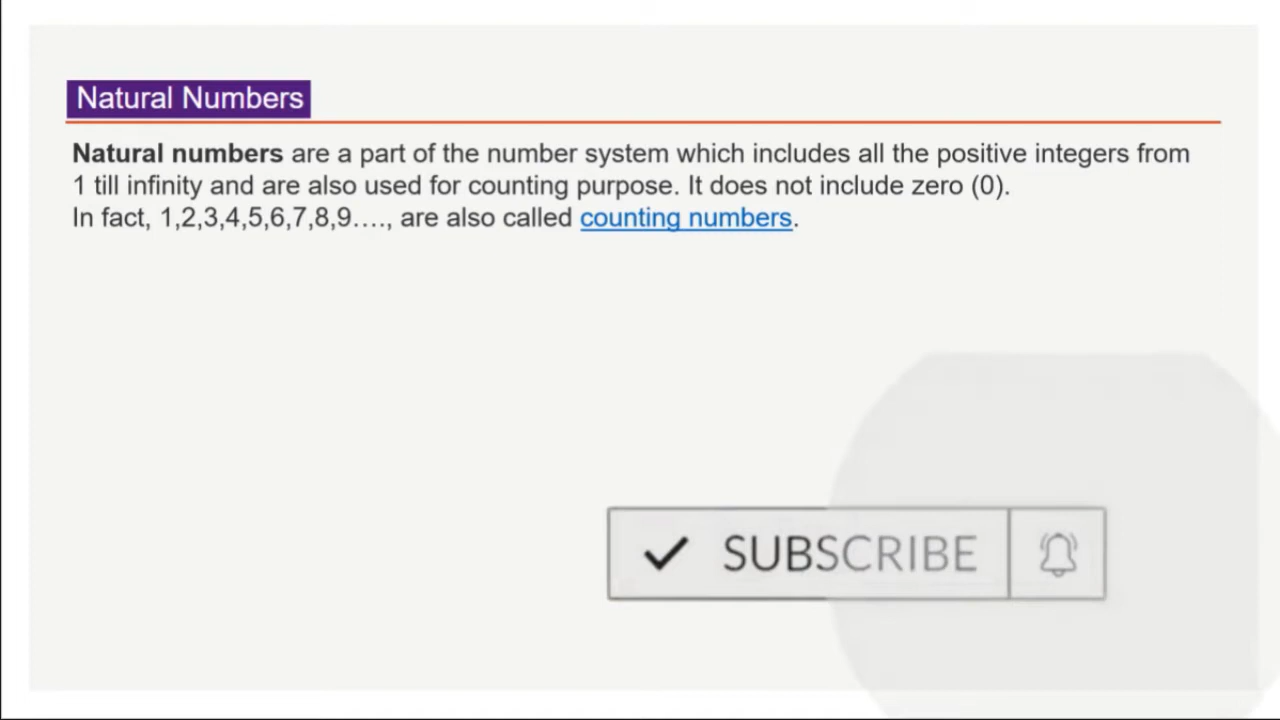 Natural Numbers
Natural numbers are a part of the number system which includes all the positive integers from
1 till infinity and are also used for counting purpose. It does not include zero (0).
In fact, 1,2,3,4,5,6,7,8,9...., are also called counting numbers.
SUBSCRIBE